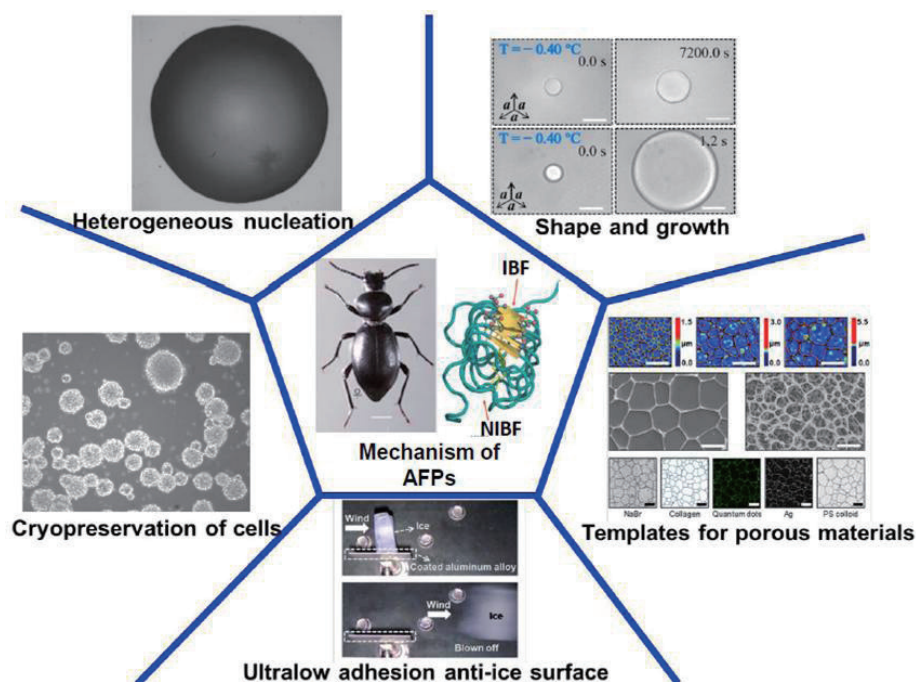 T = − 0.40 °C
0.0 s
7200.0 s
a a
a
T = − 0.40 °C
0.0 s
1.2 s
a a
a
Heterogeneous nucleation
Shape and growth
IBF
NIBF
Mechanism of
AFPs
1.5
μm
0.0
3.0
μm
0.0
5.5
μm
0.0
NaBr
Collagen
Quantum dots
Ag
PS colloid
Cryopreservation of cells
Templates for porous materials
Wind
Ice
Coated aluminum alloy
Wind
Ice
Blown off
Ultralow adhesion anti-ice surface